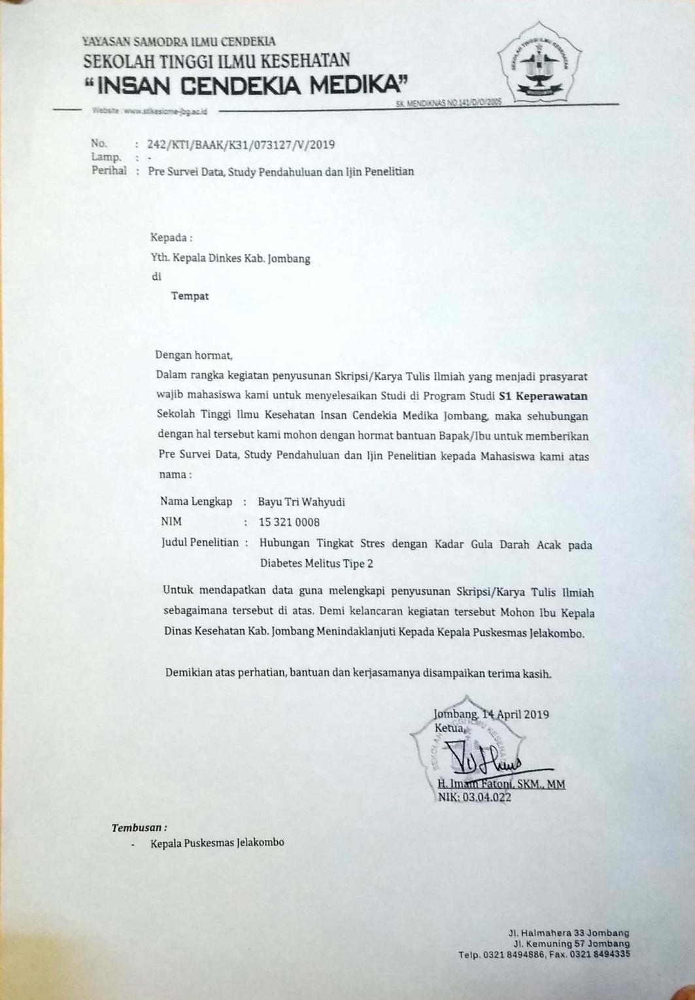 YAYASAN SAMODRA ILMU CENDEKIA
SEKOLAH TINGGI ILMU KESEHATAN
“INSAN CENDEKIA MEDIKA”
SEKOLAH TINGGI ILMU KESEHATAN
SK. MENDIKNAS NO.141/D/O/2005
Website : www.stikesicme-jbg.ac.id
No. : 242/KTI/BAAK/K31/073127/V/2019
Lamp. : -
Perihal : Pre Survei Data, Study Pendahuluan dan Ijin Penelitian
Kepada :
Yth. Kepala Dinkes Kab. Jombang
di
Tempat
Dengan hormat,
Dalam rangka kegiatan penyusunan Skripsi/Karya Tulis Ilmiah yang menjadi prasyarat
wajib mahasiswa kami untuk menyelesaikan Studi di Program Studi S1 Keperawatan
Sekolah Tinggi Ilmu Kesehatan Insan Cendekia Medika Jombang, maka sehubungan
dengan hal tersebut kami mohon dengan hormat bantuan Bapak/Ibu untuk memberikan
Pre Survei Data, Study Pendahuluan dan Ijin Penelitian kepada Mahasiswa kami atas
nama :
Nama Lengkap : Bayu Tri Wahyudi
NIM : 15 321 0008
Judul Penelitian : Hubungan Tingkat Stres dengan Kadar Gula Darah Acak pada
Diabetes Melitus Tipe 2
Untuk mendapatkan data guna melengkapi penyusunan Skripsi/Karya Tulis Ilmiah
sebagaimana tersebut di atas. Demi kelancaran kegiatan tersebut Mohon Ibu Kepala
Dinas Kesehatan Kab. Jombang Menindaklanjuti Kepada Kepala Puskesmas Jelakombo.
Demikian atas perhatian, bantuan dan kerjasamanya disampaikan terima kasih.
Jombang, 14 April 2019
Ketua,
H. Imam Fatoni, SKM., MM
NIK: 03.04.022
Tembusan :
- Kepala Puskesmas Jelakombo
Jl. Halmahera 33 Jombang
Jl. Kemuning 57 Jombang
Telp. 0321 8494886, Fax. 0321 8494335